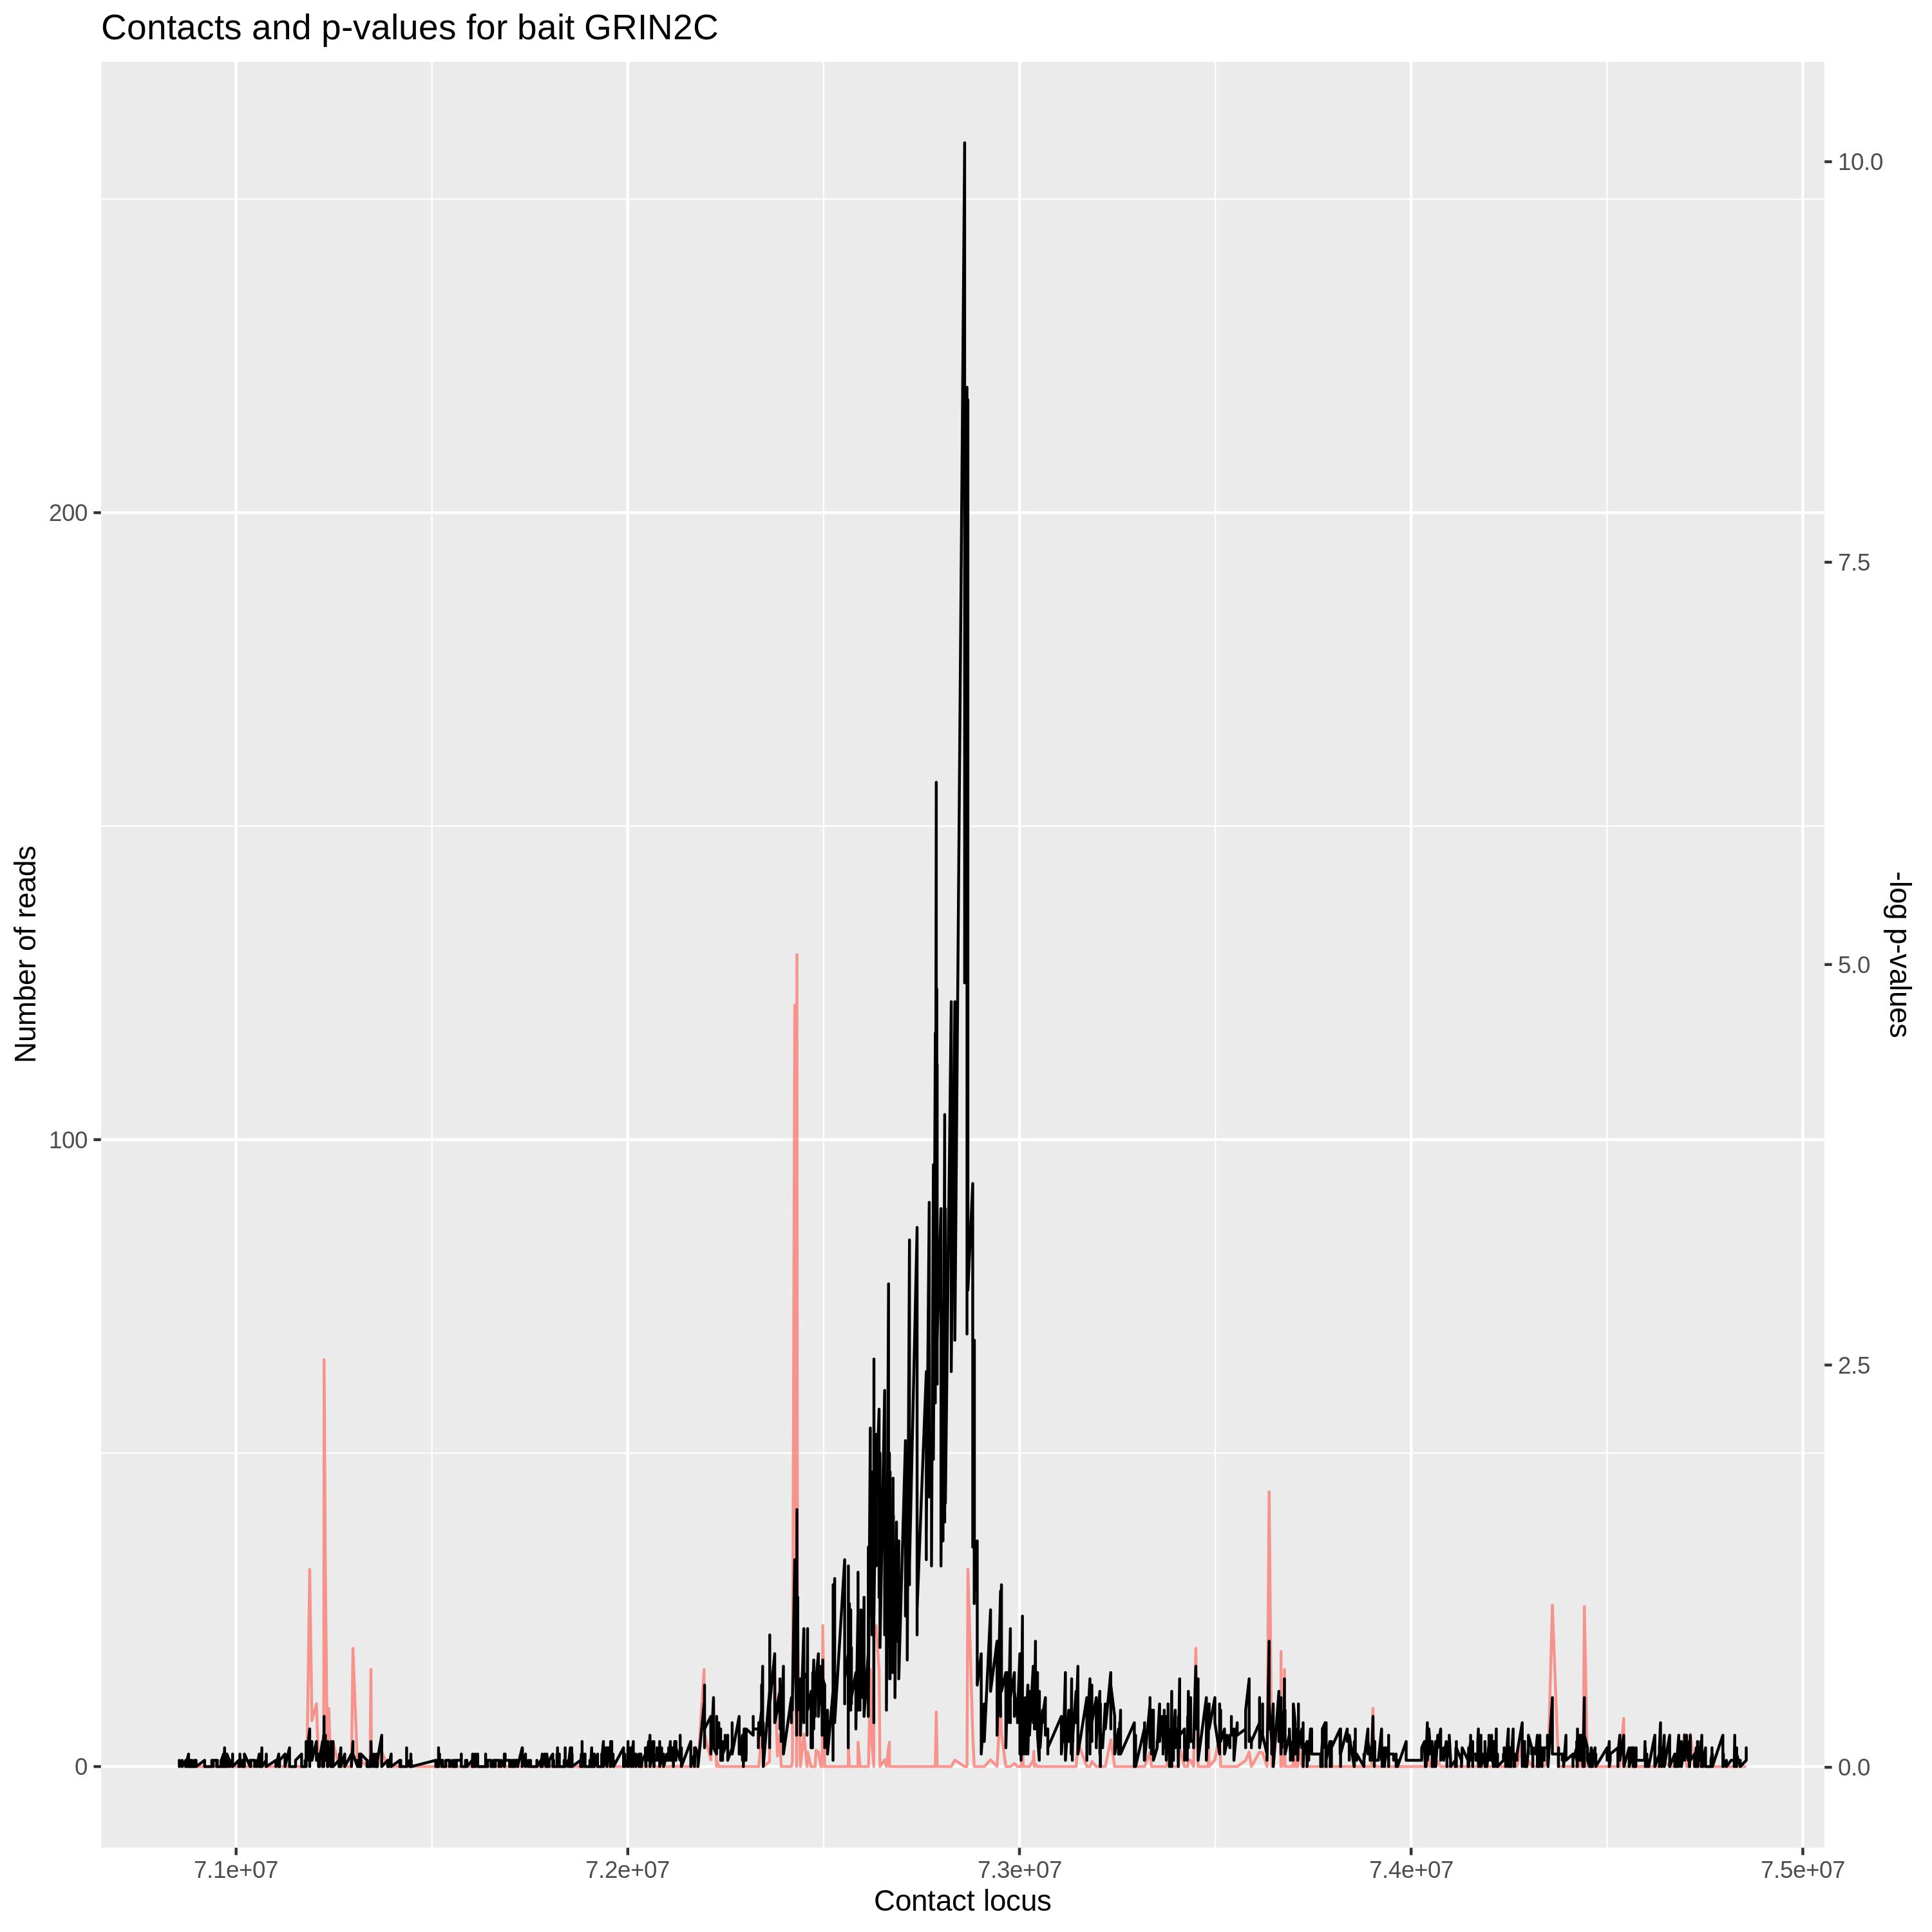 Contacts and p-values for bait GRIN2C
200
100
0
Number of reads
10.0
7.5
5.0
2.5
0.0
-log p-values
7.1e+07 7.2e+07 7.3e+07 7.4e+07 7.5e+07
Contact locus